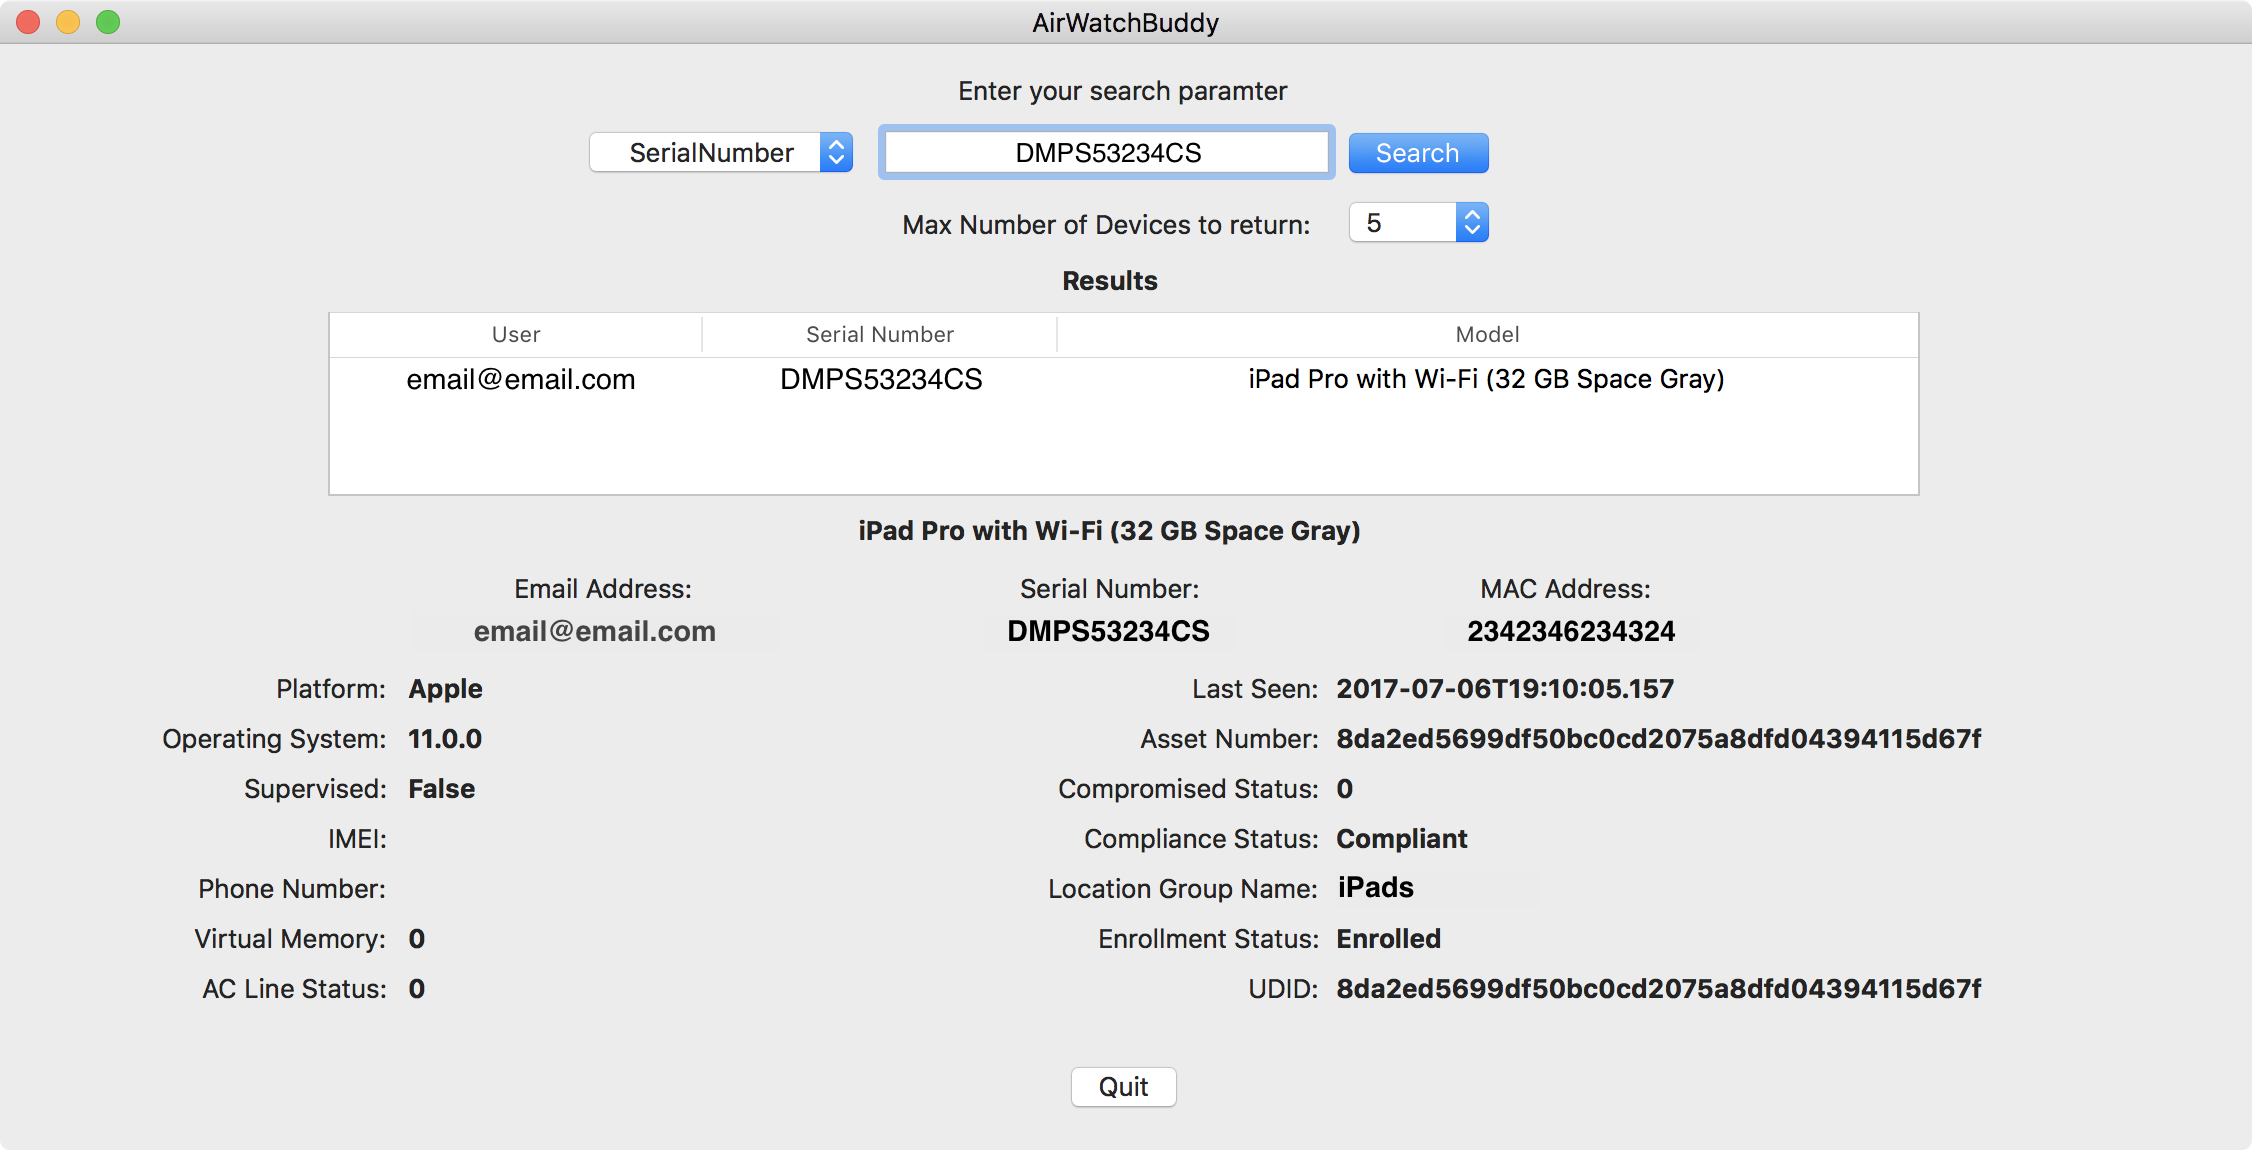 AirWatchBuddy
Enter your search paramter
SerialNumber DMPS53234CS Search
Max Number of Devices to return: 5
Results
User Serial Number Model
email@email.com DMPS53234CS iPad Pro with Wi-Fi (32 GB Space Gray)
iPad Pro with Wi-Fi (32 GB Space Gray)
Email Address: Serial Number: MAC Address:
email@email.com DMPS53234CS 2342346234324
Platform: Apple Last Seen: 2017-07-06T19:10:05.157
Operating System: 11.0.0 Asset Number: 8da2ed5699df50bc0cd2075a8dfd04394115d67f
Supervised: False Compromised Status: 0
IMEI: Compliance Status: Compliant
Phone Number: Location Group Name: iPads
Virtual Memory: 0 Enrollment Status: Enrolled
AC Line Status: 0 UDID: 8da2ed5699df50bc0cd2075a8dfd04394115d67f
Quit